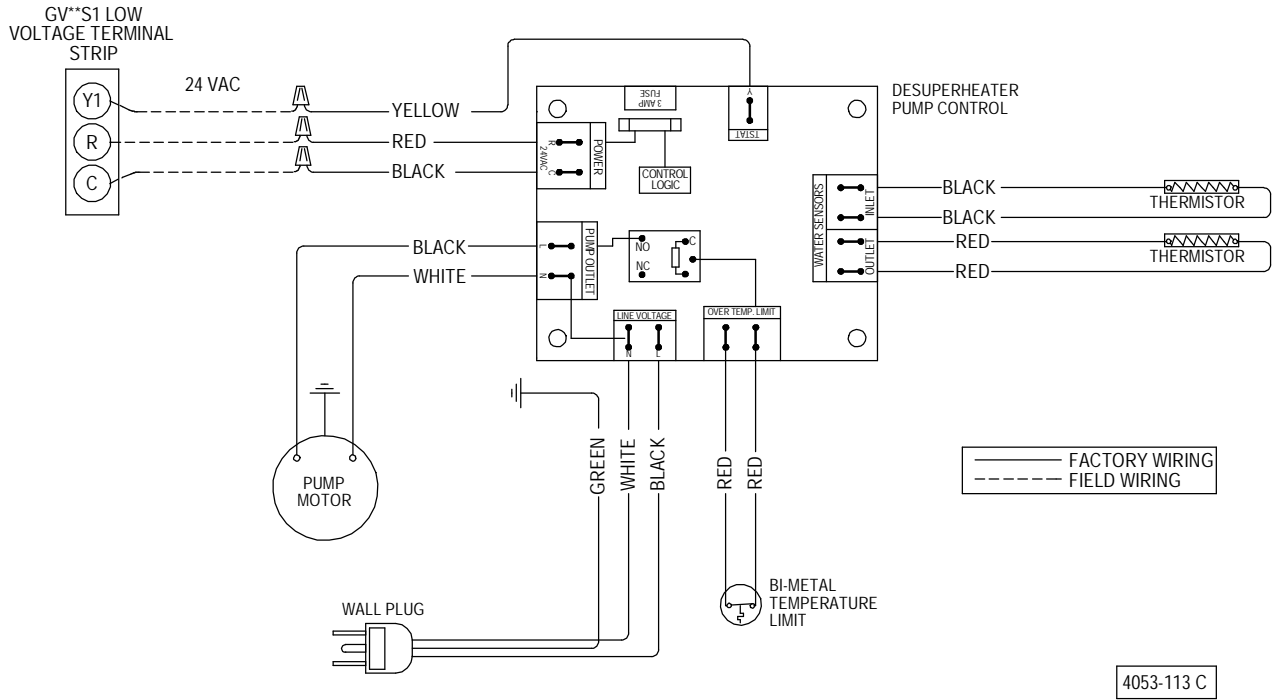 GV**S1 LOW
VOLTAGE TERMINAL
STRIP
24 VAC
Y1
R
C
YELLOW
RED
BLACK
3 AMP
FUSE
Y
TSTAT
DESUPERHEATER
PUMP CONTROL
R
24VAC
C
POWER
CONTROL
LOGIC
WATER SENSORS
INLET
OUTLET
BLACK
BLACK
THERMISTOR
RED
RED
THERMISTOR
BLACK
WHITE
L
N
PUMP OUTLET
NO
NC
C
LINE VOLTAGE
N
L
OVER TEMP. LIMIT
GREEN
WHITE
BLACK
RED
RED
PUMP
MOTOR
FACTORY WIRING
FIELD WIRING
BI-METAL
TEMPERATURE
LIMIT
WALL PLUG
4053-113 C